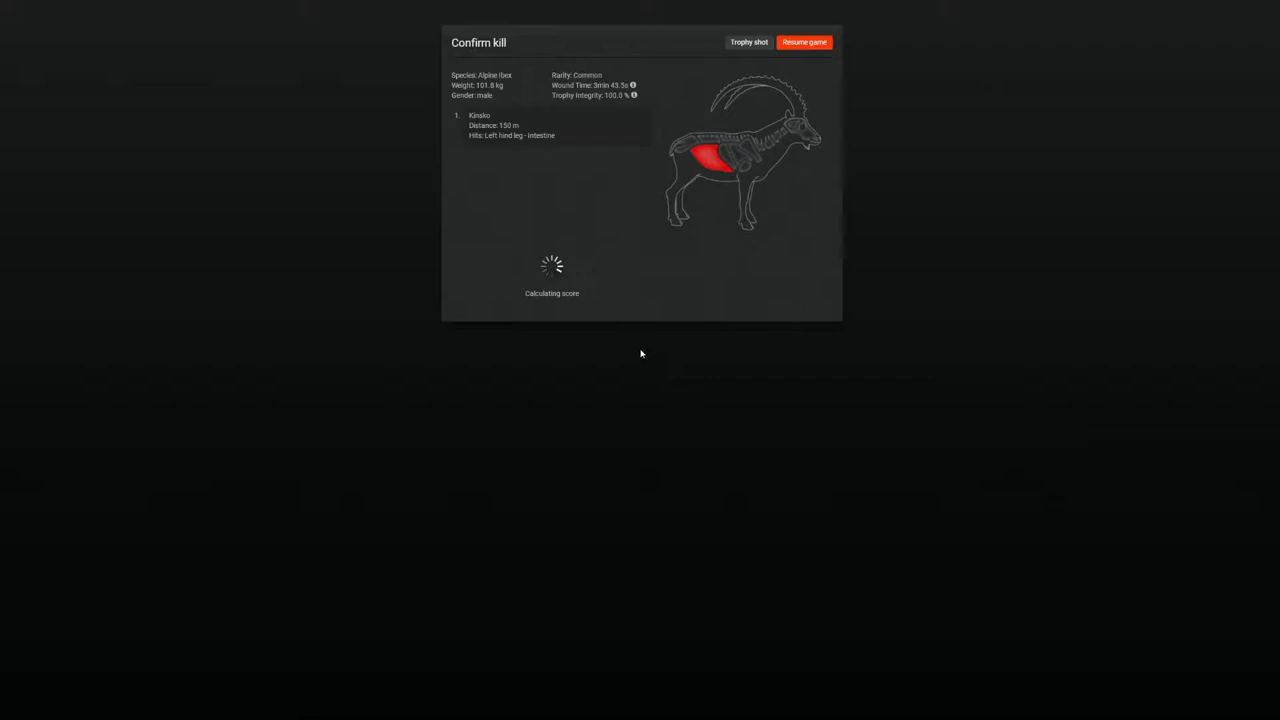 Confirm kill
Trophy shot
Resume game
Species: Alpine Ibex
Weight: 101.8 kg
Gender: male
Rarity: Common
Wound Time: 3min 43.5s
Trophy Integrity: 100.0 %
1. Kinsko
Distance: 150 m
Hits: Left hind leg - Intestine
Calculating score